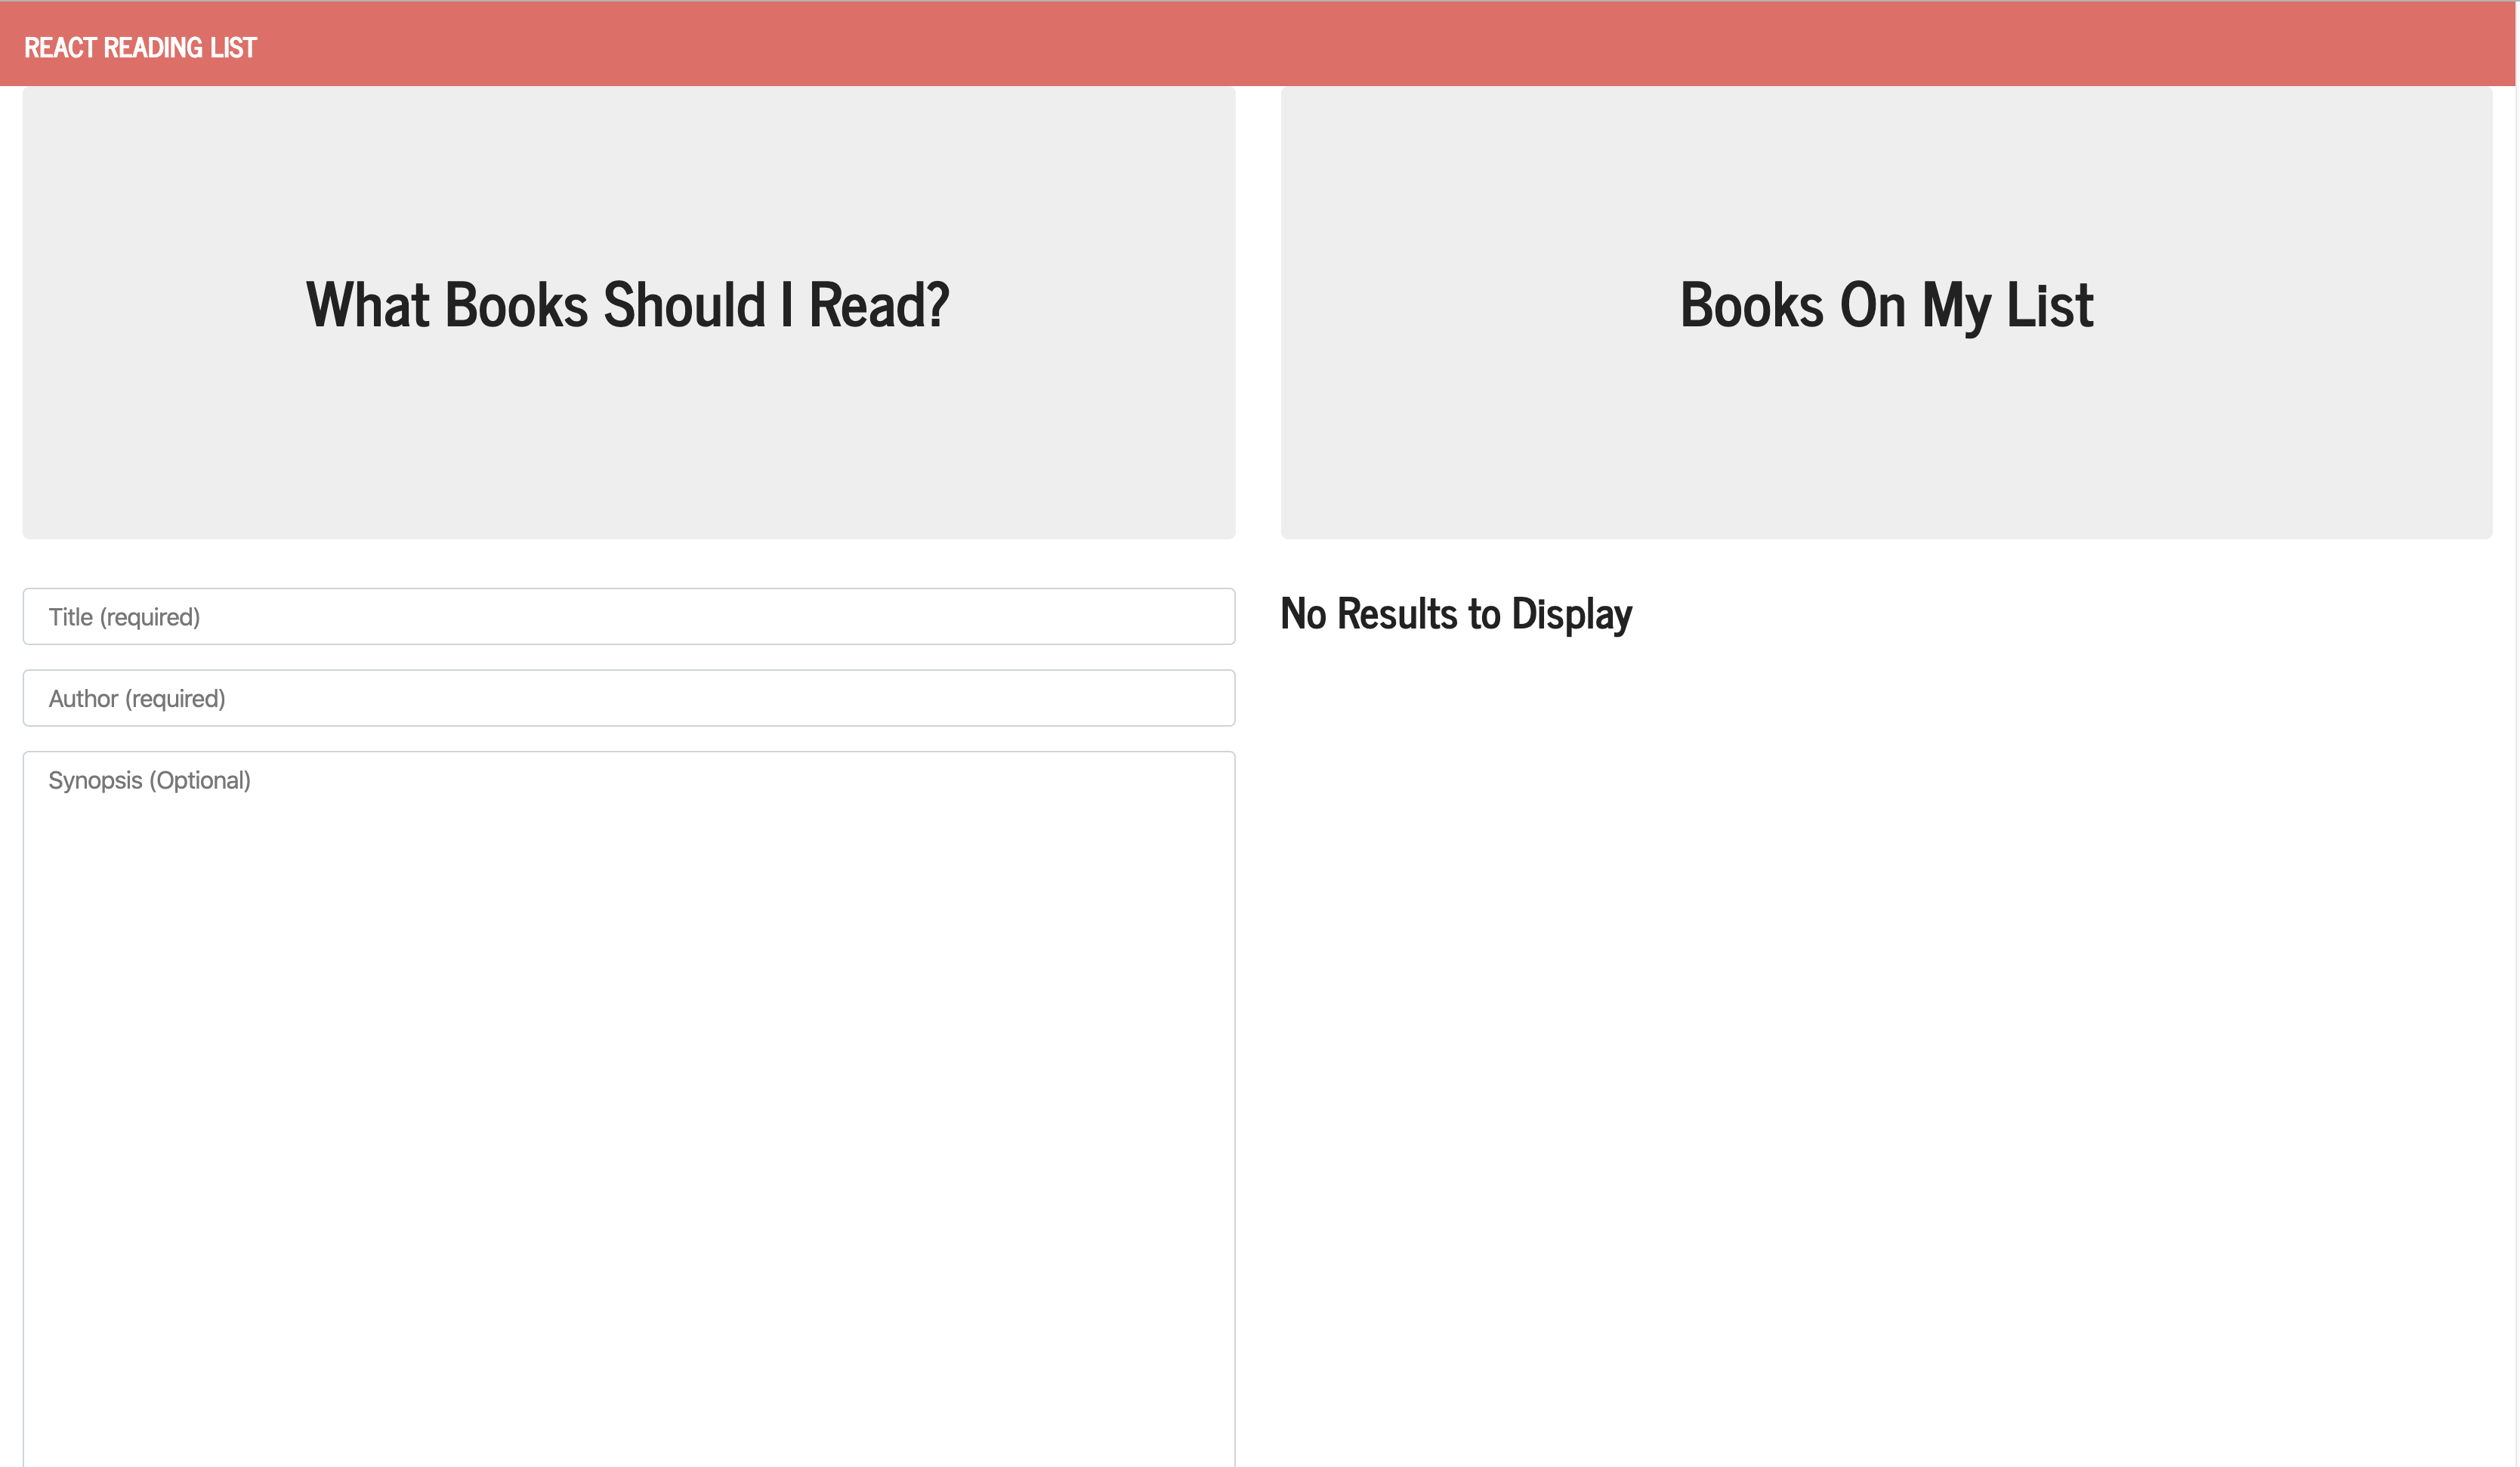 REACT READING LIST
What Books Should I Read?
Books On My List
Title (required)
No Results to Display
Author (required)
Synopsis (Optional)